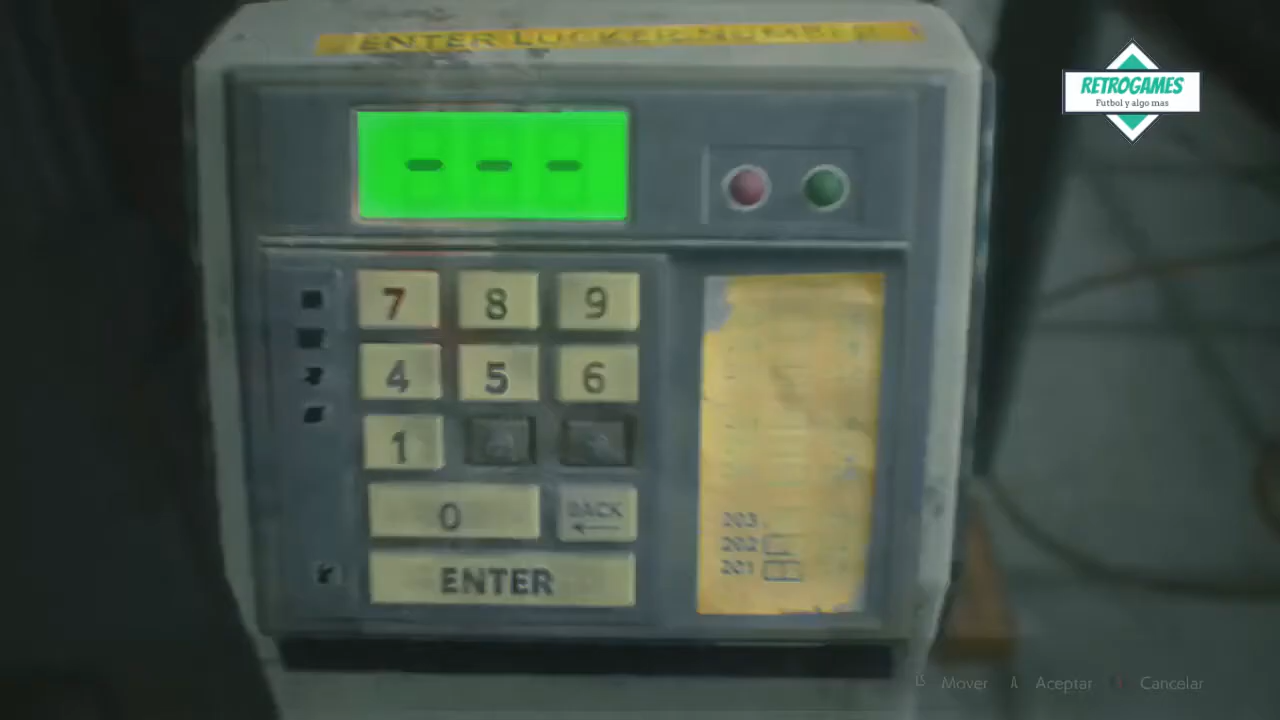 ENTER LOCKER NUMBER
RETROGAMES
Futbol y algo mas
- - -
7 8 9
4 5 6
1
0 BACK
ENTER
203
202
201
LS Mover A Aceptar Cancelar